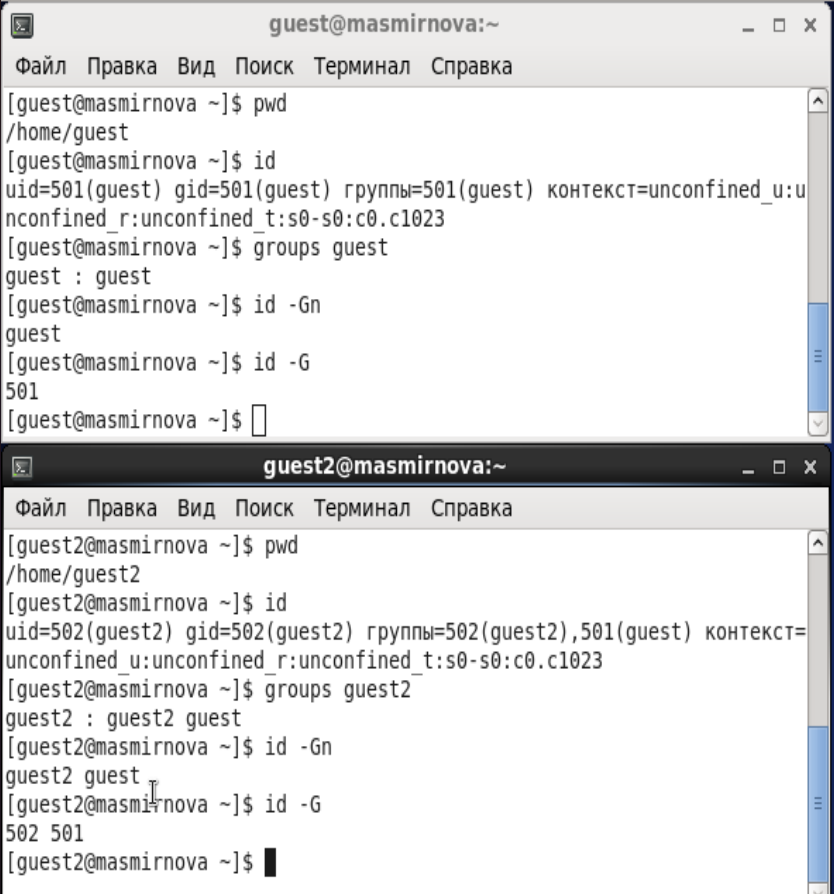 guest@masmirnova:~
Файл Правка Вид Поиск Терминал Справка
[guest@masmirnova ~]$ pwd
/home/guest
[guest@masmirnova ~]$ id
uid=501(guest) gid=501(guest) группы=501(guest) контекст=unconfined_u:u
nconfined_r:unconfined_t:s0-s0:c0.c1023
[guest@masmirnova ~]$ groups guest
guest : guest
[guest@masmirnova ~]$ id -Gn
guest
[guest@masmirnova ~]$ id -G
501
[guest@masmirnova ~]$
guest2@masmirnova:~
Файл Правка Вид Поиск Терминал Справка
[guest2@masmirnova ~]$ pwd
/home/guest2
[guest2@masmirnova ~]$ id
uid=502(guest2) gid=502(guest2) группы=502(guest2),501(guest) контекст=
unconfined_u:unconfined_r:unconfined_t:s0-s0:c0.c1023
[guest2@masmirnova ~]$ groups guest2
guest2 : guest2 guest
[guest2@masmirnova ~]$ id -Gn
guest2 guest
[guest2@masmirnova ~]$ id -G
502 501
[guest2@masmirnova ~]$